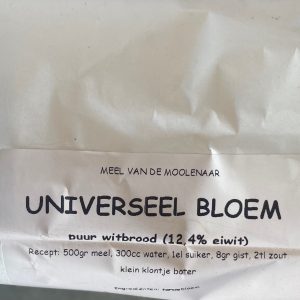 MEEL VAN DE MOOLENAAR
UNIVERSEEL BLOEM
puur witbrood (12,4% eiwit)
Recept: 500gr meel, 300cc water, 1el suiker, 8gr gist, 2tl zout
klein klontje boter